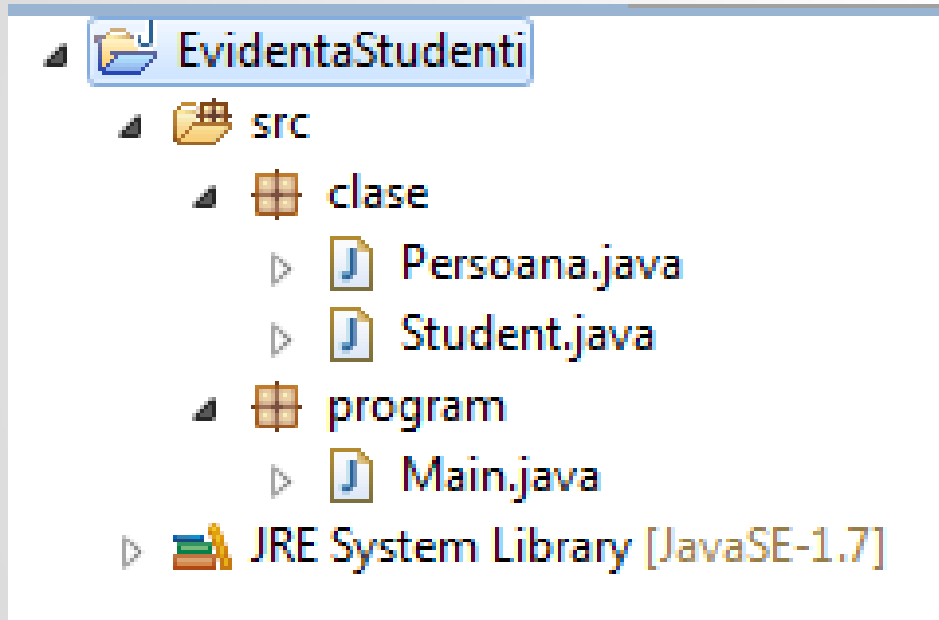 EvidentaStudenti
src
clase
Persoana.java
Student.java
program
Main.java
JRE System Library [JavaSE-1.7]